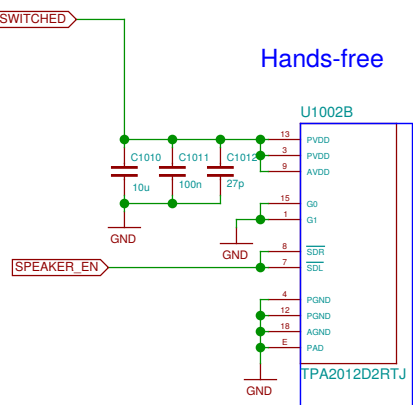 SWITCHED
Hands-free
U1002B
13 PVDD
3 PVDD
9 AVDD
C1010 C1011 C1012
10u 100n 27p
15 G0
1 G1
GND
GND
8 SDR
7 SDL
SPEAKER_EN
4 PGND
12 PGND
18 AGND
E PAD
TPA2012D2RTJ
GND